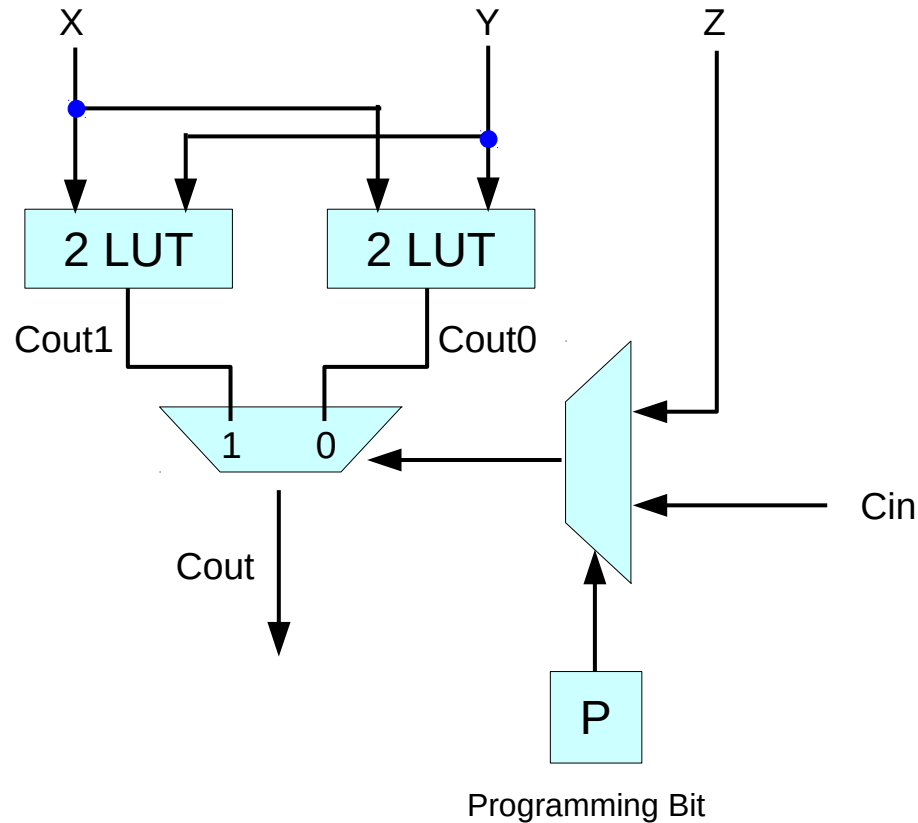 X
Y
Z
2 LUT
2 LUT
Cout1
Cout0
1
0
Cin
Cout
P
Programming Bit